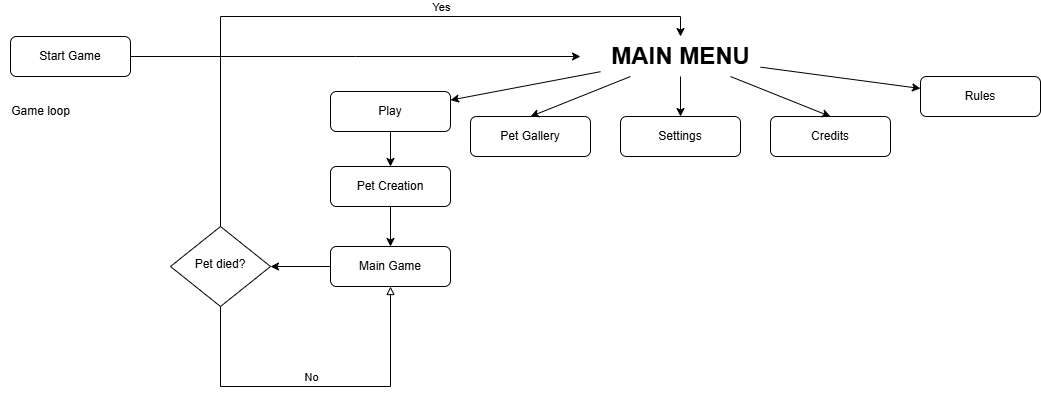 Yes
Start Game
MAIN MENU
Game loop
Play
Pet Gallery
Settings
Credits
Rules
Pet Creation
Pet died?
Main Game
No